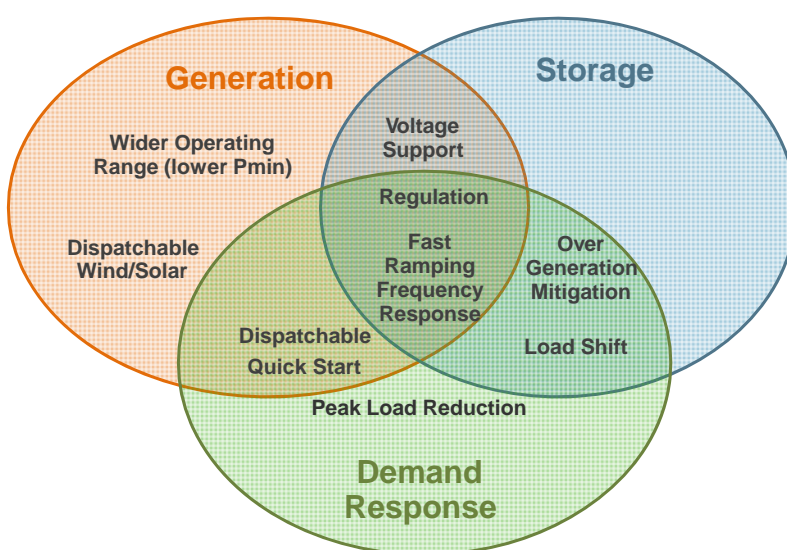 Generation
Storage
Wider Operating
Range (lower Pmin)
Voltage
Support
Regulation
Dispatchable
Wind/Solar
Fast
Ramping
Frequency
Response
Over
Generation
Mitigation
Dispatchable
Quick Start
Load Shift
Peak Load Reduction
Demand
Response